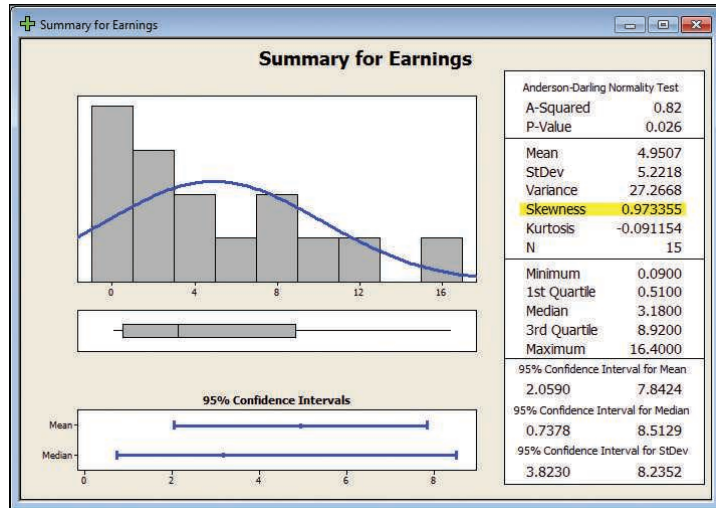 Summary for Earnings
Summary for Earnings
0 4 8 12 16
95% Confidence Intervals
Mean
Median
0 2 4 6 8
Anderson-Darling Normality Test
A-Squared 0.82
P-Value 0.026
Mean 4.9507
StDev 5.2218
Variance 27.2668
Skewness 0.973355
Kurtosis -0.091154
N 15
Minimum 0.0900
1st Quartile 0.5100
Median 3.1800
3rd Quartile 8.9200
Maximum 16.4000
95% Confidence Interval for Mean
2.0590 7.8424
95% Confidence Interval for Median
0.7378 8.5129
95% Confidence Interval for StDev
3.8230 8.2352